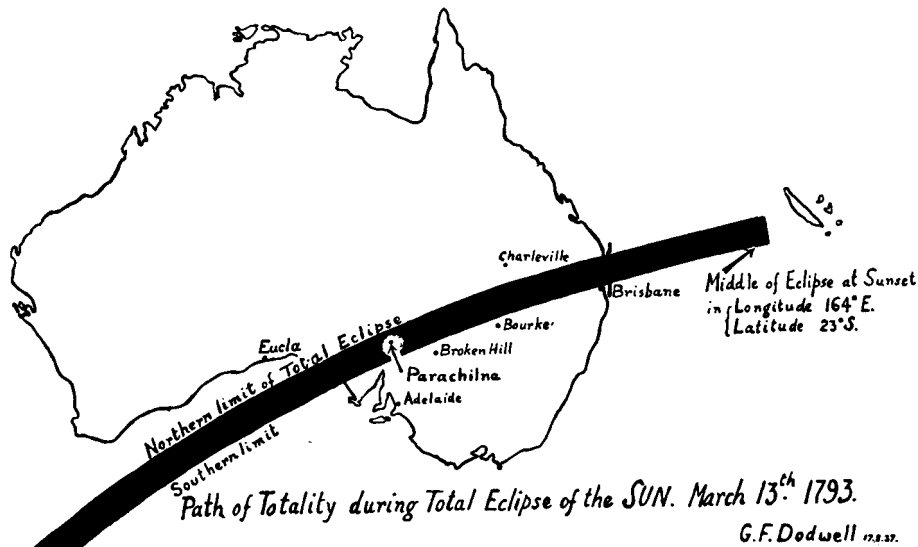 Charleville
Brisbane
Middle of Eclipse at Sunset
in { Longitude 164° E.
Latitude 23° S.
Bourke
Broken Hill
Eucla
Parachilna
Adelaide
Northern limit of Total Eclipse
Southern limit
Path of Totality during Total Eclipse of the SUN. March 13th 1793.
G.F. Dodwell